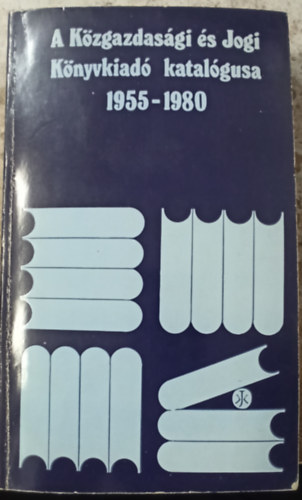 A Közgazdasági és Jogi
Könyvkiadó katalógusa
1955-1980